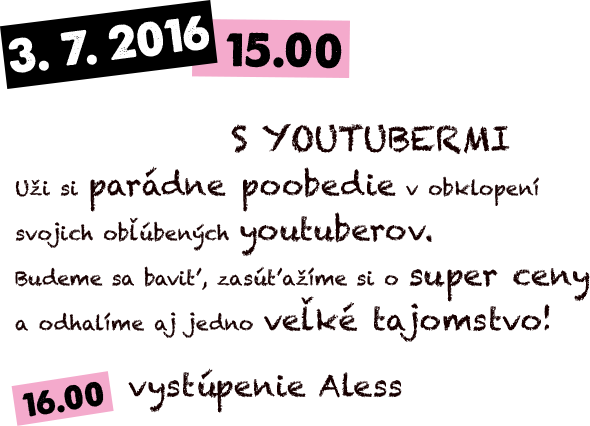 3. 7. 2016 15.00
S YOUTUBERMI
Uži si parádne poobedie v obklopení
svojich obľúbených youtuberov.
Budeme sa baviť, zasúťažíme si o super ceny
a odhalíme aj jedno veľké tajomstvo!
16.00 vystúpenie Aless